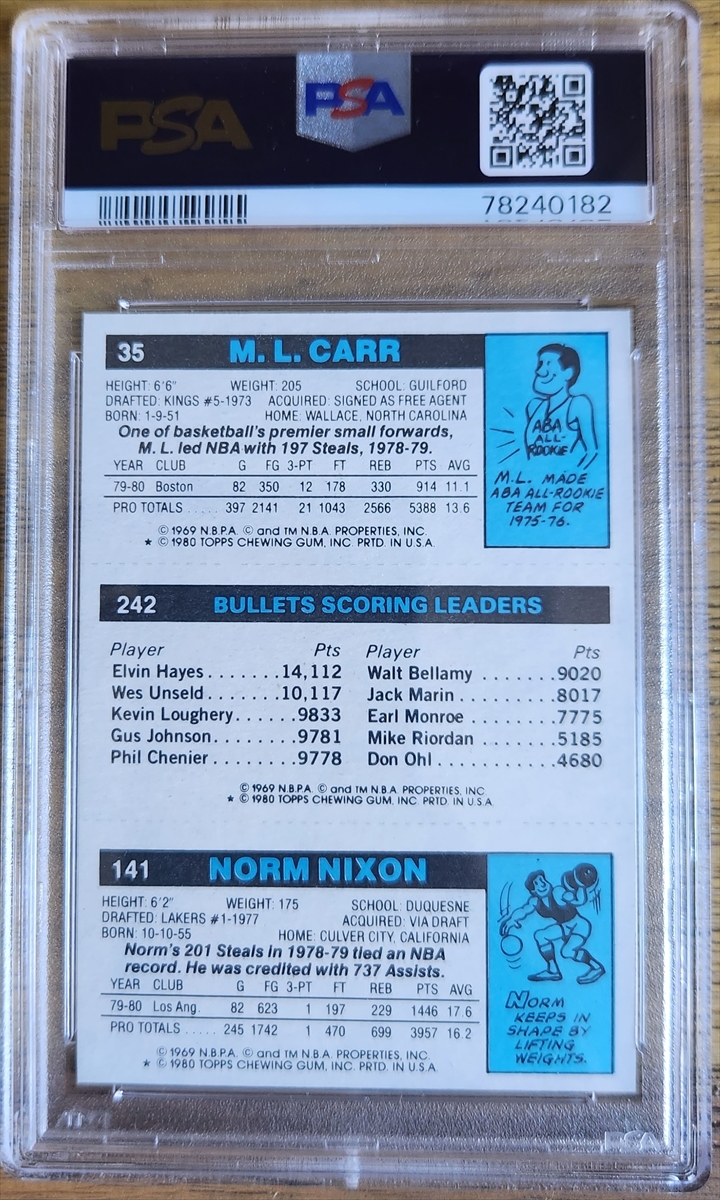 PSA
PSA
78240182
35 M. L. CARR
HEIGHT: 6'6" WEIGHT: 205 SCHOOL: GUILFORD
DRAFTED: KINGS #5-1973 ACQUIRED: SIGNED AS FREE AGENT
BORN: 1-9-51 HOME: WALLACE, NORTH CAROLINA
One of basketball's premier small forwards,
M. L. led NBA with 197 Steals, 1978-79.
YEAR CLUB G FG 3-PT FT REB PTS AVG
79-80 Boston 82 350 12 178 330 914 11.1
PRO TOTALS ..... 397 2141 21 1043 2566 5388 13.6
© 1969 N.B.P.A. © and TM N.B.A. PROPERTIES, INC.
★ © 1980 TOPPS CHEWING GUM, INC. PRTD. IN U.S.A.
ABA
ALL-
ROOKIE
M.L. MADE
ABA ALL-ROOKIE
TEAM FOR
1975-76.
242 BULLETS SCORING LEADERS
Player Pts Player Pts
Elvin Hayes.......14,112 Walt Bellamy.......9020
Wes Unseld.......10,117 Jack Marin.........8017
Kevin Loughery......9833 Earl Monroe........7775
Gus Johnson........9781 Mike Riordan.......5185
Phil Chenier........9778 Don Ohl...........4680
© 1969 N.B.P.A. © and TM N.B.A. PROPERTIES, INC.
★ © 1980 TOPPS CHEWING GUM, INC. PRTD. IN U.S.A.
141 NORM NIXON
HEIGHT: 6'2" WEIGHT: 175 SCHOOL: DUQUESNE
DRAFTED: LAKERS #1-1977 ACQUIRED: VIA DRAFT
BORN: 10-10-55 HOME: CULVER CITY, CALIFORNIA
Norm's 201 Steals in 1978-79 tied an NBA
record. He was credited with 737 Assists.
YEAR CLUB G FG 3-PT FT REB PTS AVG
79-80 Los Ang. 82 623 1 197 229 1446 17.6
PRO TOTALS ..... 245 1742 1 470 699 3957 16.2
© 1969 N.B.P.A. © and TM N.B.A. PROPERTIES, INC.
★ © 1980 TOPPS CHEWING GUM, INC. PRTD. IN U.S.A.
NORM
KEEPS IN
SHAPE BY
LIFTING
WEIGHTS.
PSA